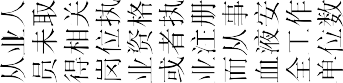 从业人
员未取
得相关
岗位执
业资格
或者执
业注册
而从事
血液安
全工作
单位数